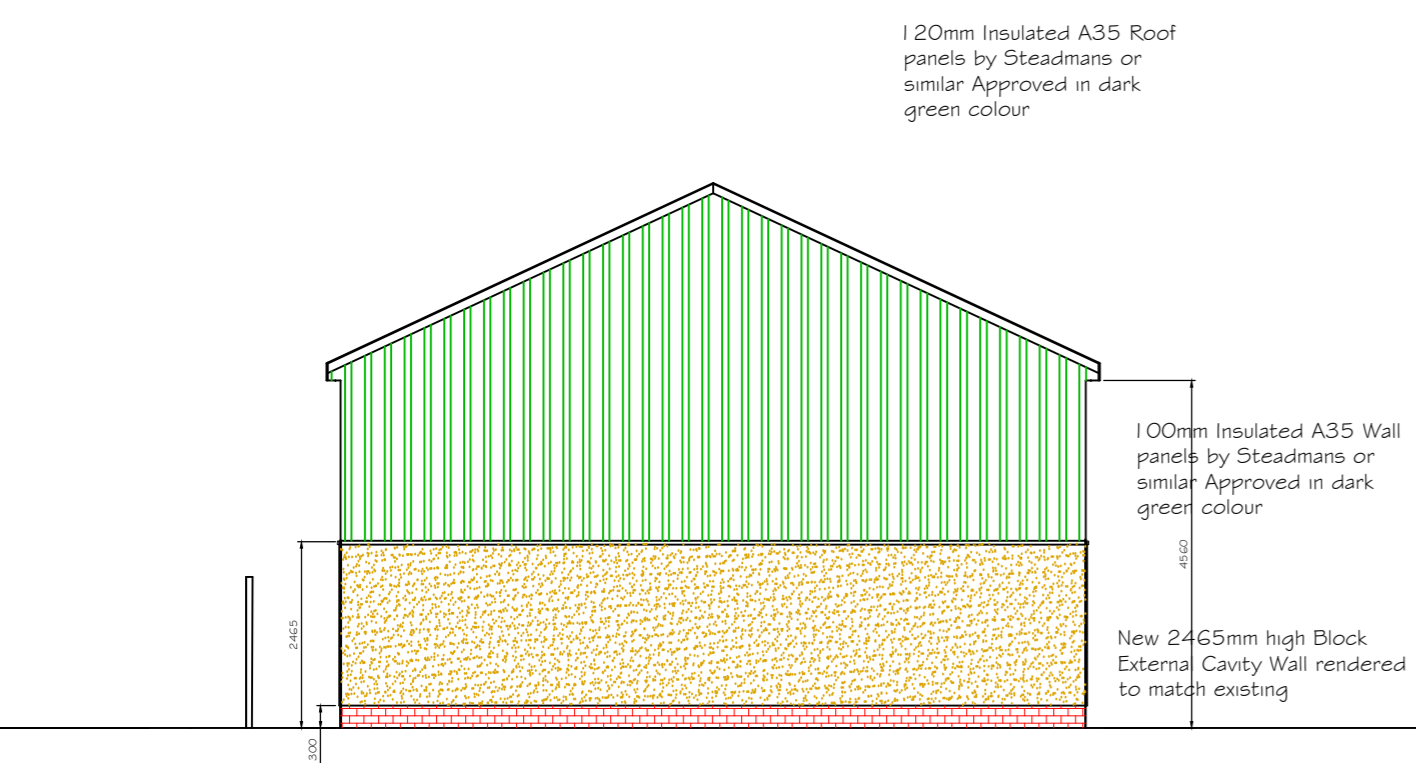 120mm Insulated A35 Roof
panels by Steadmans or
similar Approved in dark
green colour
100mm Insulated A35 Wall
panels by Steadmans or
similar Approved in dark
green colour
4560
2465
New 2465mm high Block
External Cavity Wall rendered
to match existing
300